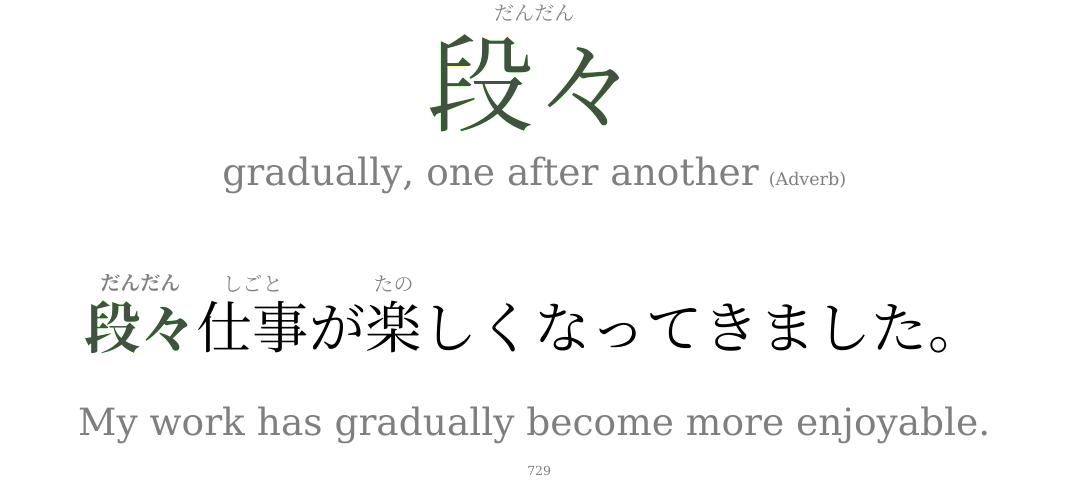 だんだん
段々
gradually, one after another (Adverb)
だんだん しごと たの
段々仕事が楽しくなってきました。
My work has gradually become more enjoyable.
729